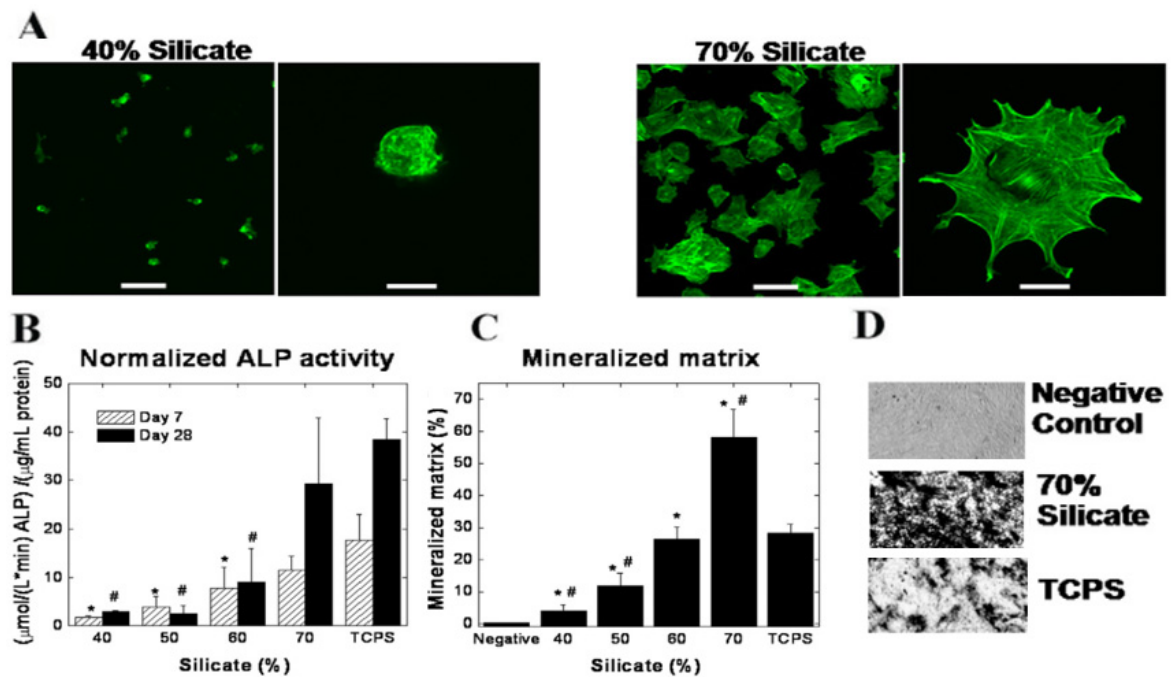 A
40% Silicate
70% Silicate
B
Normalized ALP activity
(μmol/(L*min) ALP) /(μg/mL protein)
50
40
30
20
10
0
Day 7
Day 28
* # * # * #
40 50 60 70 TCPS
Silicate (%)
C
Mineralized matrix
Mineralized matrix (%)
70
60
50
40
30
20
10
0
* # * # * * #
Negative 40 50 60 70 TCPS
Silicate (%)
D
Negative
Control
70%
Silicate
TCPS